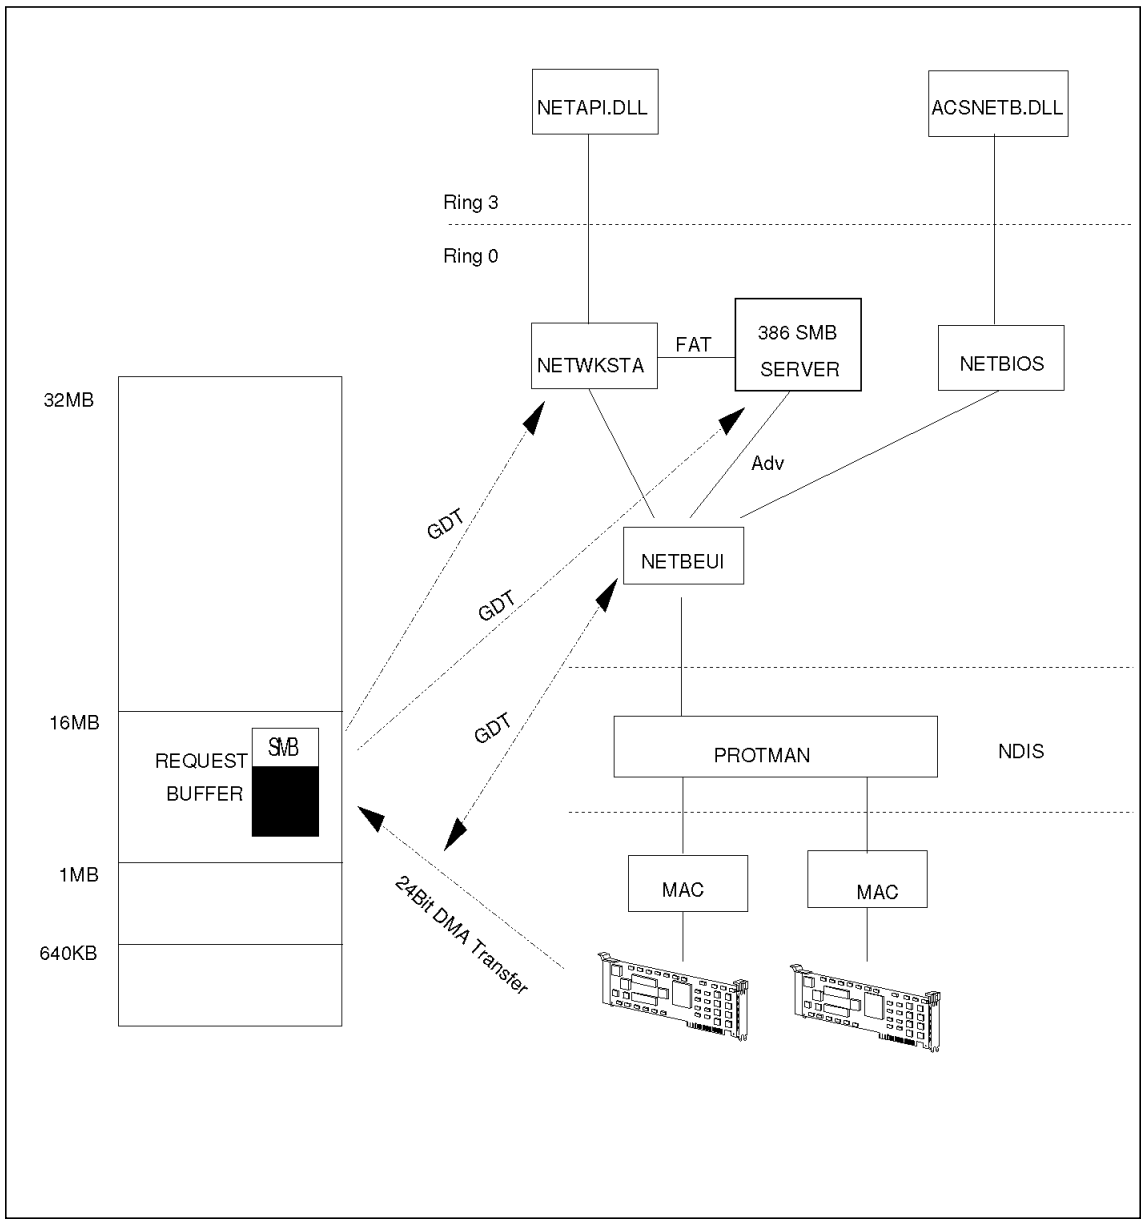 NETAPI.DLL
ACSNETB.DLL
Ring 3
Ring 0
386 SMB
SERVER
FAT
NETWKSTA
NETBIOS
32MB
Adv
GDT
NETBEUI
GDT
16MB
GDT
SMB
REQUEST
BUFFER
PROTMAN
NDIS
1MB
24Bit DMA Transfer
MAC
MAC
640KB